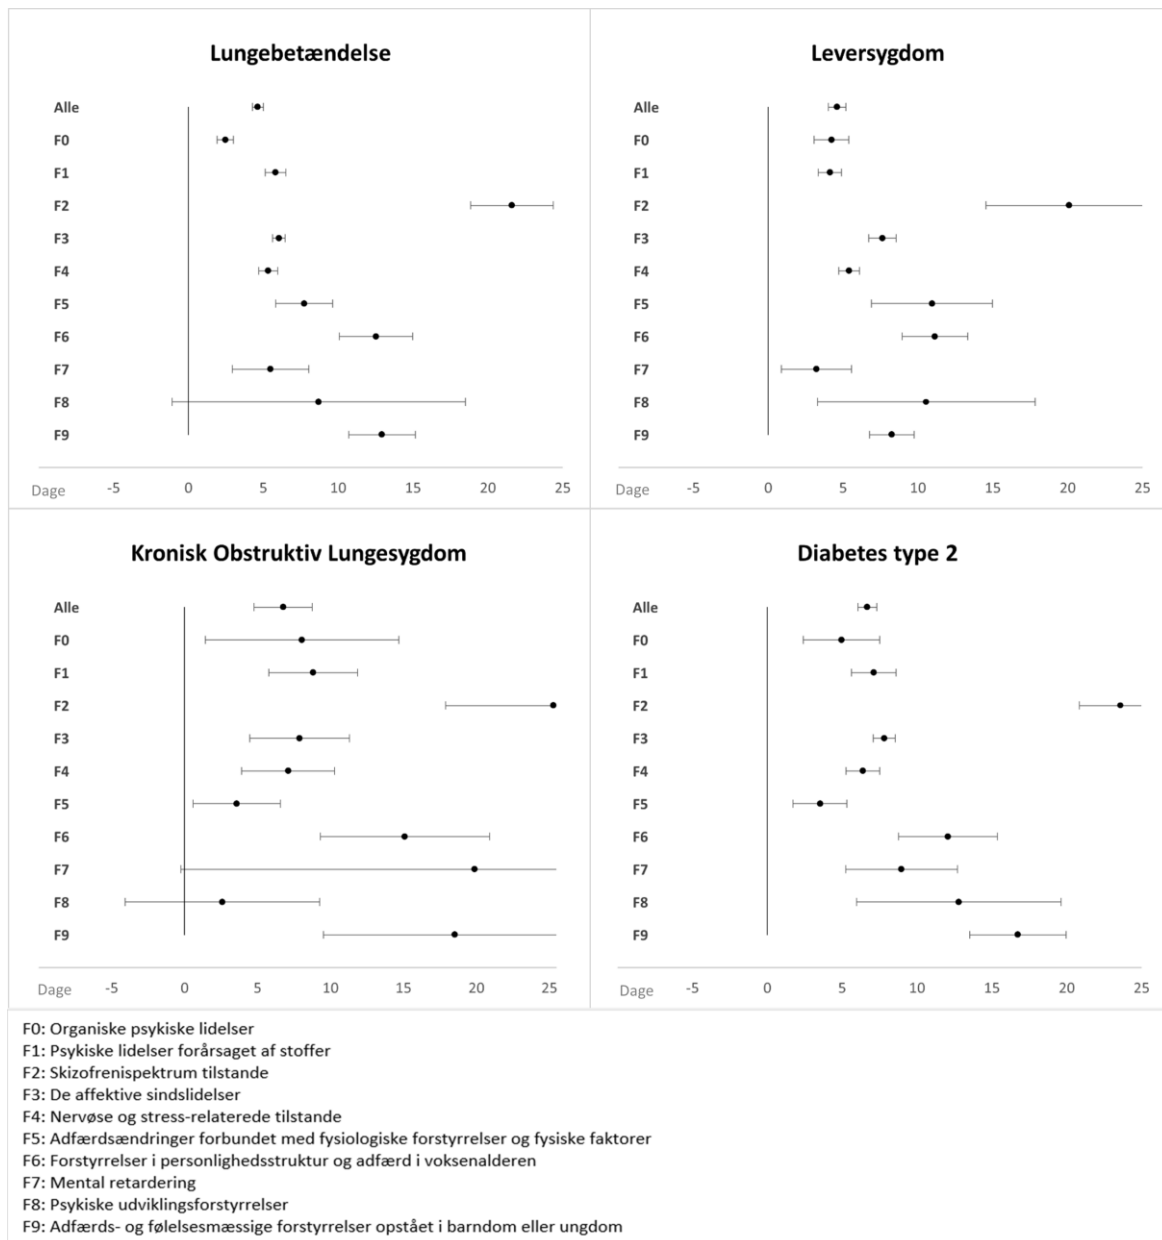 Lungebetændelse
Alle
F0
F1
F2
F3
F4
F5
F6
F7
F8
F9
Dage -5 0 5 10 15 20 25
Leversygdom
Alle
F0
F1
F2
F3
F4
F5
F6
F7
F8
F9
Dage -5 0 5 10 15 20 25
Kronisk Obstruktiv Lungesygdom
Alle
F0
F1
F2
F3
F4
F5
F6
F7
F8
F9
Dage -5 0 5 10 15 20 25
Diabetes type 2
Alle
F0
F1
F2
F3
F4
F5
F6
F7
F8
F9
Dage -5 0 5 10 15 20 25
F0: Organiske psykiske lidelser
F1: Psykiske lidelser forårsaget af stoffer
F2: Skizofrenispektrum tilstande
F3: De affektive sindslidelser
F4: Nervøse og stress-relaterede tilstande
F5: Adfærdsændringer forbundet med fysiologiske forstyrrelser og fysiske faktorer
F6: Forstyrrelser i personlighedsstruktur og adfærd i voksenalderen
F7: Mental retardering
F8: Psykiske udviklingsforstyrrelser
F9: Adfærds- og følelsesmæssige forstyrrelser opstået i barndom eller ungdom